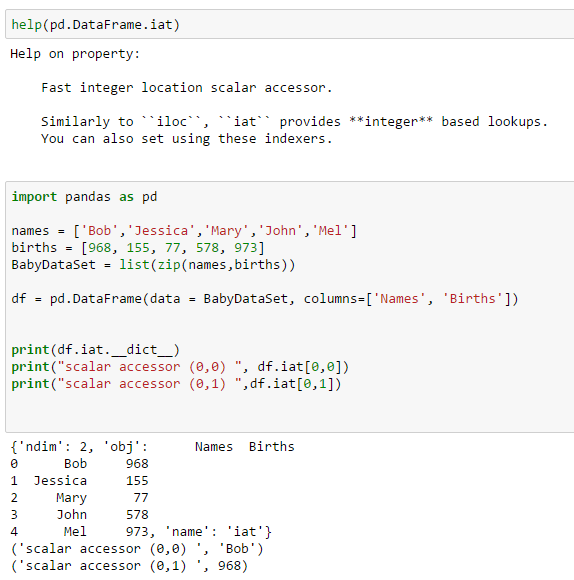 help(pd.DataFrame.iat)
Help on property:
    Fast integer location scalar accessor.
    Similarly to ``iloc``, ``iat`` provides **integer** based lookups.
    You can also set using these indexers.
import pandas as pd
names = ['Bob','Jessica','Mary','John','Mel']
births = [968, 155, 77, 578, 973]
BabyDataSet = list(zip(names,births))
df = pd.DataFrame(data = BabyDataSet, columns=['Names', 'Births'])
print(df.iat.__dict__)
print("scalar accessor (0,0) ", df.iat[0,0])
print("scalar accessor (0,1) ",df.iat[0,1])
{'ndim': 2, 'obj':      Names  Births
0      Bob     968
1  Jessica     155
2     Mary      77
3     John     578
4      Mel     973, 'name': 'iat'}
('scalar accessor (0,0) ', 'Bob')
('scalar accessor (0,1) ', 968)